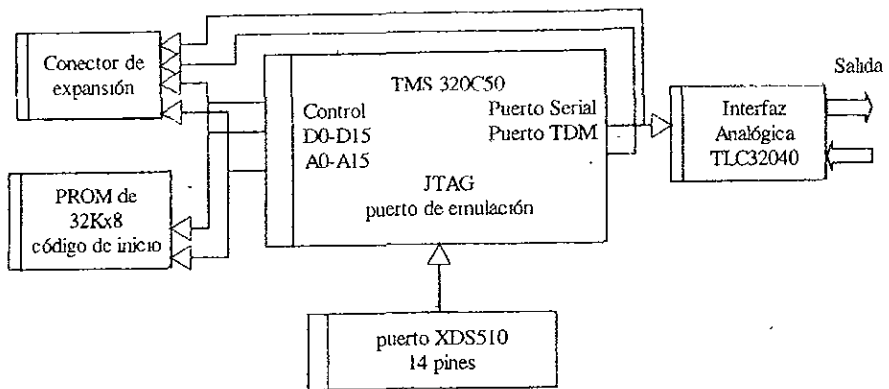 Conector de
expansión
PROM de
32Kx8
código de inicio
TMS 320C50
Control
D0-D15
A0-A15
Puerto Serial
Puerto TDM
JTAG
puerto de emulación
puerto XDS510
14 pines
Salida
Interfaz
Analógica
TLC32040